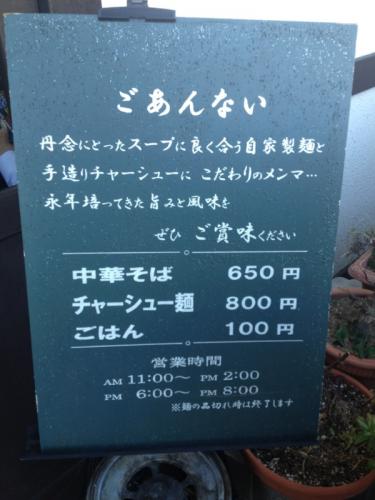 ごあんない
丹念にとったスープに良く合う自家製麺と
手造りチャーシューに こだわりのメンマ…
永年培ってきた旨みと風味を
ぜひ ご賞味ください
中華そば 650円
チャーシュー麺 800円
ごはん 100円
営業時間
AM 11:00〜 PM 2:00
PM 6:00〜 PM 8:00
※麺の品切れ時は終了します